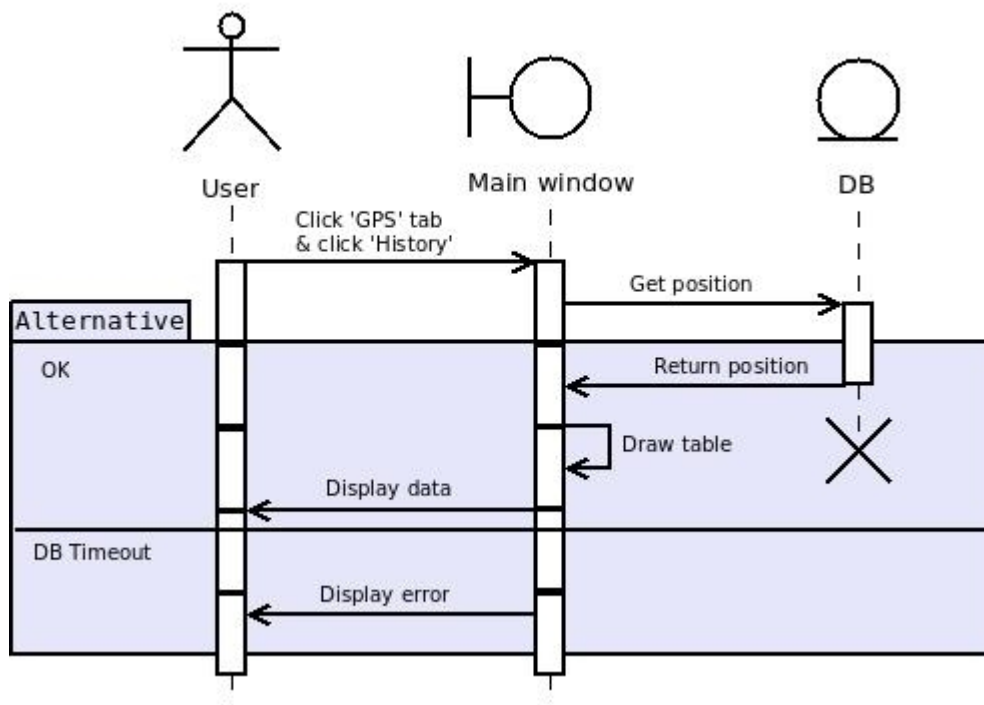 User
Main window
DB
Click 'GPS' tab
& click 'History'
Get position
Alternative
OK
Return position
Draw table
Display data
DB Timeout
Display error